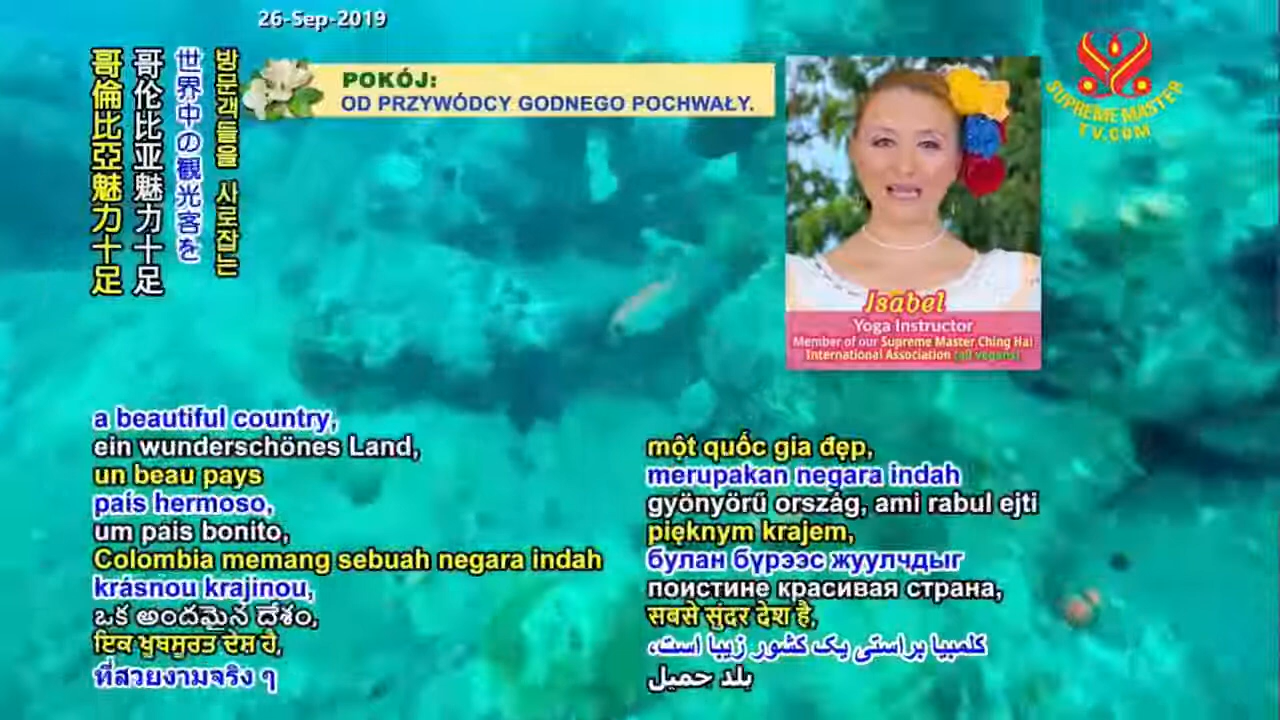 26-Sep-2019
哥倫比亞魅力十足
哥伦比亚魅力十足
世界中の観光客を
방문객들을 사로잡는
POKÓJ:
OD PRZYWÓDCY GODNEGO POCHWAŁY.
SUPREME MASTER
TV.COM
Isabel
Yoga Instructor
Member of our Supreme Master Ching Hai
International Association (all vegans)
a beautiful country,
ein wunderschönes Land,
un beau pays
país hermoso,
um país bonito,
Colombia memang sebuah negara indah
krásnou krajinou,
ఒక అందమైన దేశం,
ਇਕ ਖੂਬਸੂਰਤ ਦੇਸ਼ ਹੈ,
ที่สวยงามจริง ๆ
một quốc gia đẹp,
merupakan negara indah
gyönyörű ország, ami rabul ejti
pięknym krajem,
булан бүрээс жуулчдыг
поистине красивая страна,
सबसे सुंदर देश है,
کلمبیا براستی یک کشور زیبا است،
بلد جميل